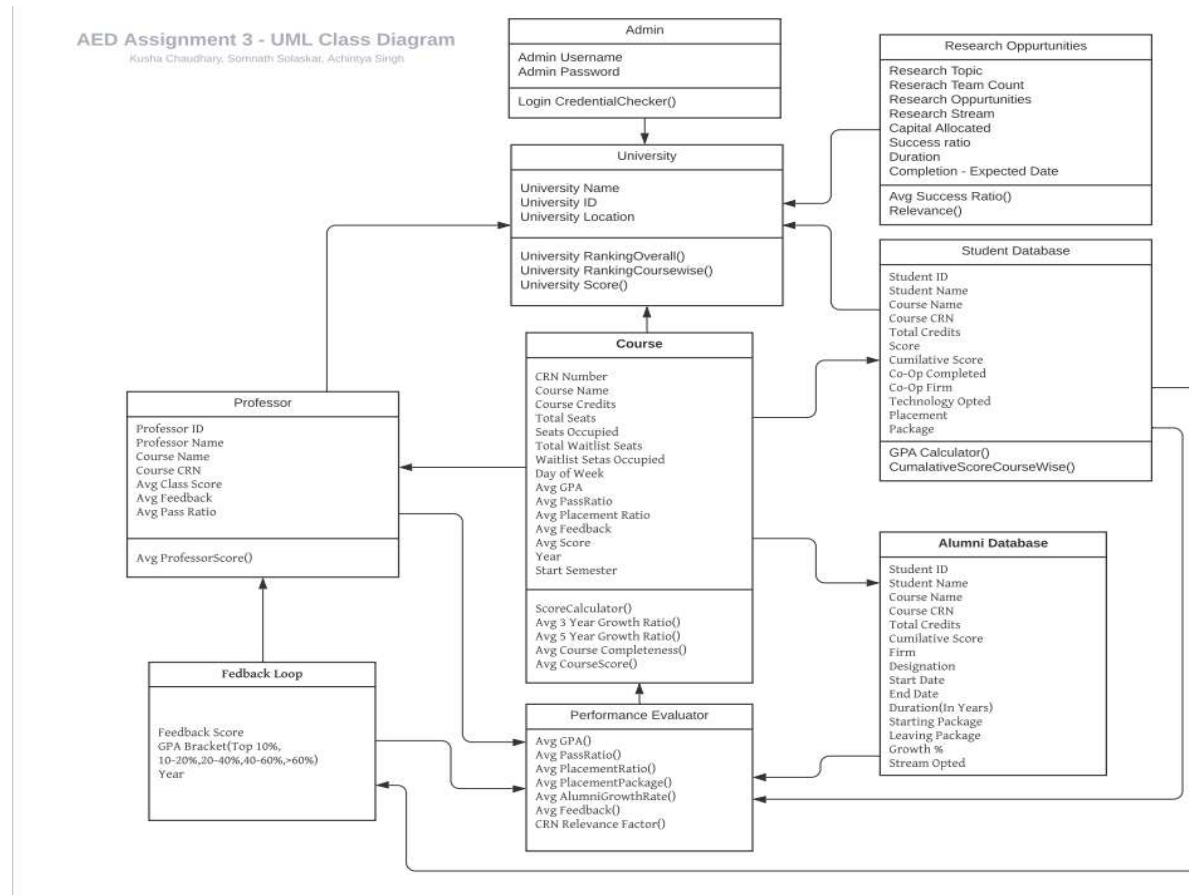 AED Assignment 3 - UML Class Diagram
Kusha Chaudhary, Somnath Solaskar, Achintya Singh
Admin
Admin Username
Admin Password
Login CredentialChecker()
University
University Name
University ID
University Location
University RankingOverall()
University RankingCoursewise()
University Score()
Research Oppurtunities
Research Topic
Reserach Team Count
Research Oppurtunities
Research Stream
Capital Allocated
Success ratio
Duration
Completion - Expected Date
Avg Success Ratio()
Relevance()
Student Database
Student ID
Student Name
Course Name
Course CRN
Total Credits
Score
Cumilative Score
Co-Op Completed
Co-Op Firm
Technology Opted
Placement
Package
GPA Calculator()
CumalativeScoreCourseWise()
Course
CRN Number
Course Name
Course Credits
Total Seats
Seats Occupied
Total Waitlist Seats
Waitlist Setas Occupied
Day of Week
Avg GPA
Avg PassRatio
Avg Placement Ratio
Avg Feedback
Avg Score
Year
Start Semester
ScoreCalculator()
Avg 3 Year Growth Ratio()
Avg 5 Year Growth Ratio()
Avg Course Completeness()
Avg CourseScore()
Professor
Professor ID
Professor Name
Course Name
Course CRN
Avg Class Score
Avg Feedback
Avg Pass Ratio
Avg ProfessorScore()
Alumni Database
Student ID
Student Name
Course Name
Course CRN
Total Credits
Cumilative Score
Firm
Designation
Start Date
End Date
Duration(In Years)
Starting Package
Leaving Package
Growth %
Stream Opted
Fedback Loop
Feedback Score
GPA Bracket(Top 10%,
10-20%,20-40%,40-60%,>60%)
Year
Performance Evaluator
Avg GPA()
Avg PassRatio()
Avg PlacementRatio()
Avg PlacementPackage()
Avg AlumniGrowthRate()
Avg Feedback()
CRN Relevance Factor()